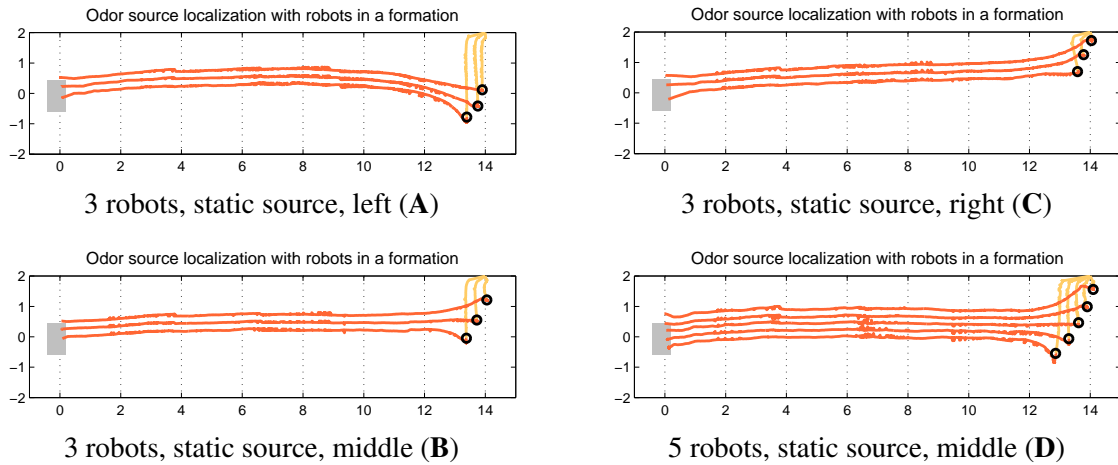 Odor source localization with robots in a formation
2
1
0
−1
−2
0 2 4 6 8 10 12 14
3 robots, static source, left (A)
Odor source localization with robots in a formation
2
1
0
−1
−2
0 2 4 6 8 10 12 14
3 robots, static source, right (C)
Odor source localization with robots in a formation
2
1
0
−1
−2
0 2 4 6 8 10 12 14
3 robots, static source, middle (B)
Odor source localization with robots in a formation
2
1
0
−1
−2
0 2 4 6 8 10 12 14
5 robots, static source, middle (D)